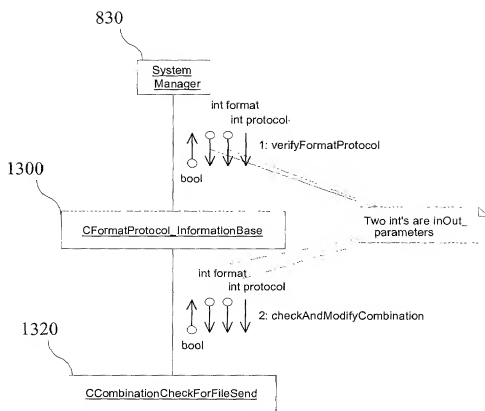 830
System
Manager
int format
int protocol
1: verifyFormatProtocol
bool
1300
CFormatProtocol_InformationBase
Two int's are inOut_
parameters
int format
int protocol
2: checkAndModifyCombination
bool
1320
CCombinationCheckForFileSend